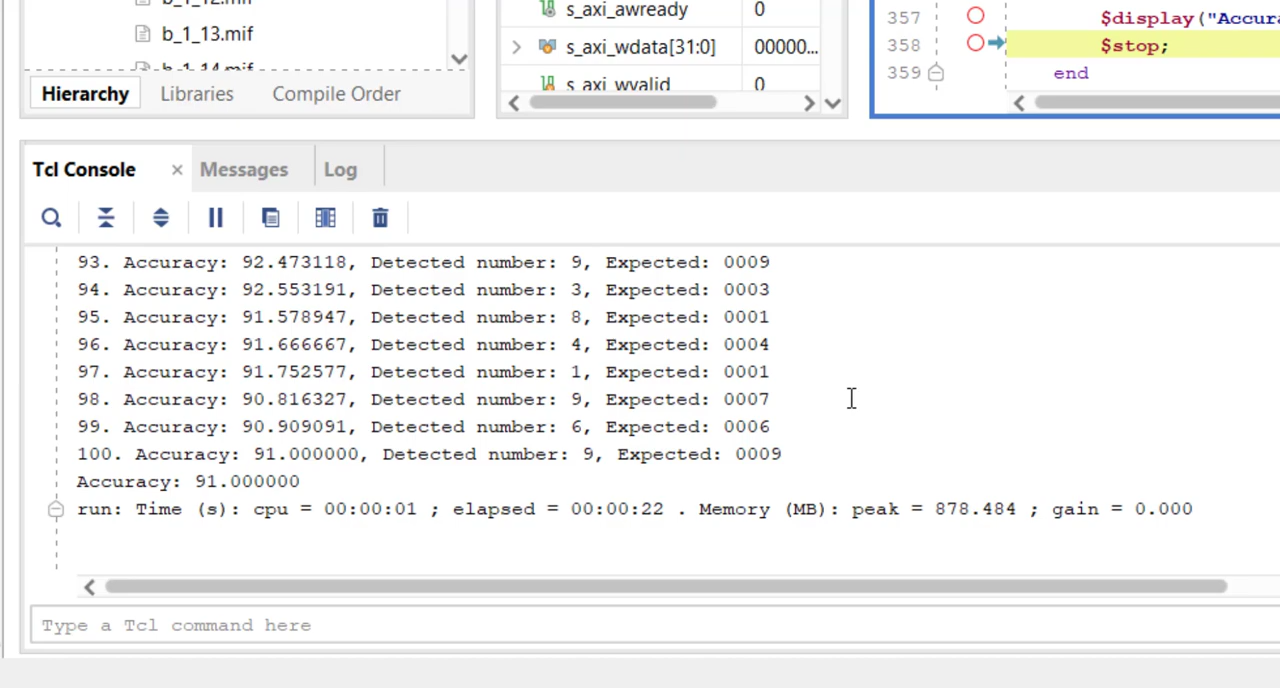 b_1_12.mif
b_1_13.mif
b_1_14.mif
Hierarchy
Libraries
Compile Order
s_axi_awready 0
s_axi_wdata[31:0] 00000...
s_axi_wvalid 0
357 $display("Accura
358 $stop;
359 end
Tcl Console
Messages
Log
93. Accuracy: 92.473118, Detected number: 9, Expected: 0009
94. Accuracy: 92.553191, Detected number: 3, Expected: 0003
95. Accuracy: 91.578947, Detected number: 8, Expected: 0001
96. Accuracy: 91.666667, Detected number: 4, Expected: 0004
97. Accuracy: 91.752577, Detected number: 1, Expected: 0001
98. Accuracy: 90.816327, Detected number: 9, Expected: 0007
99. Accuracy: 90.909091, Detected number: 6, Expected: 0006
100. Accuracy: 91.000000, Detected number: 9, Expected: 0009
Accuracy: 91.000000
run: Time (s): cpu = 00:00:01 ; elapsed = 00:00:22 . Memory (MB): peak = 878.484 ; gain = 0.000
Type a Tcl command here